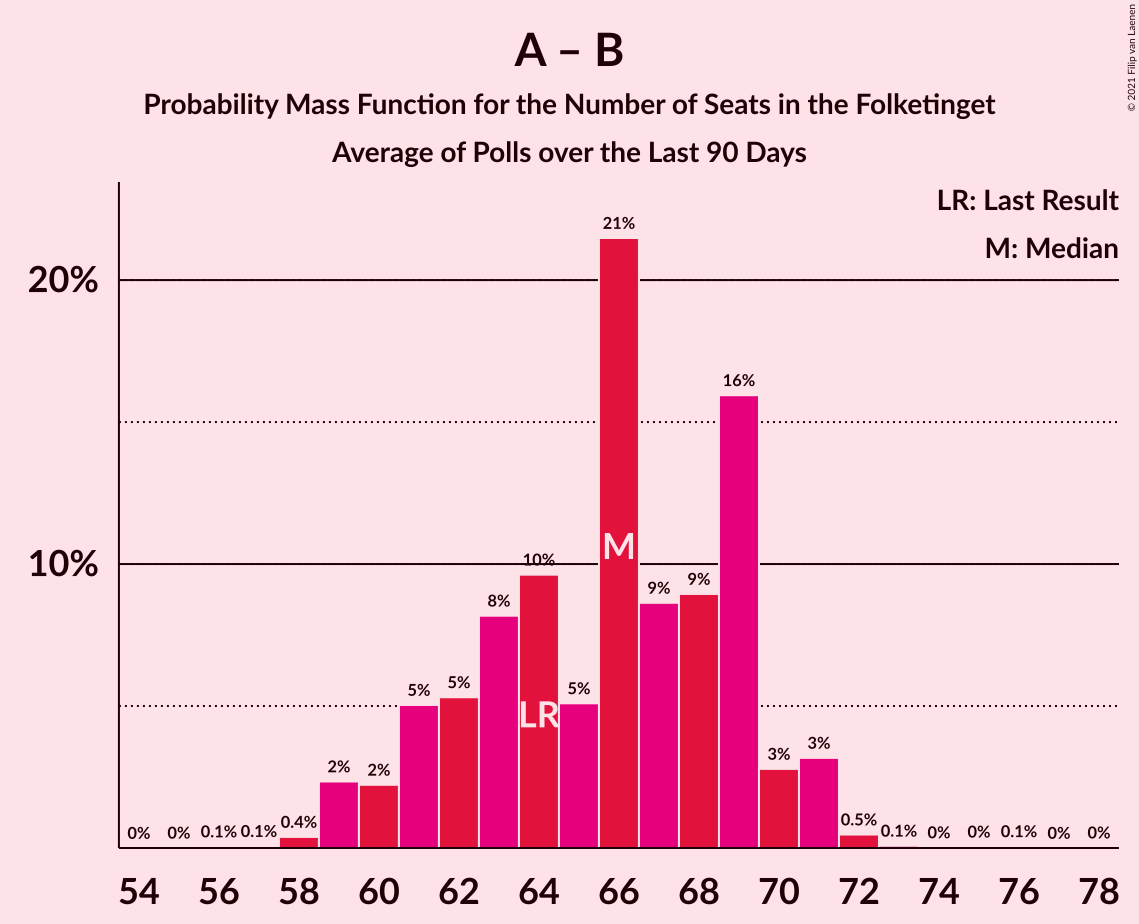 A – B
Probability Mass Function for the Number of Seats in the Folketinget
Average of Polls over the Last 90 Days
© 2021 Filip van Laenen
LR: Last Result
M: Median
20%
10%
0% 0% 0.1% 0.1% 0.4% 2% 2% 5% 5% 8% 10% 5% 21% 9% 9% 16% 3% 3% 0.5% 0.1% 0% 0% 0.1% 0% 0%
LR
M
54 56 58 60 62 64 66 68 70 72 74 76 78